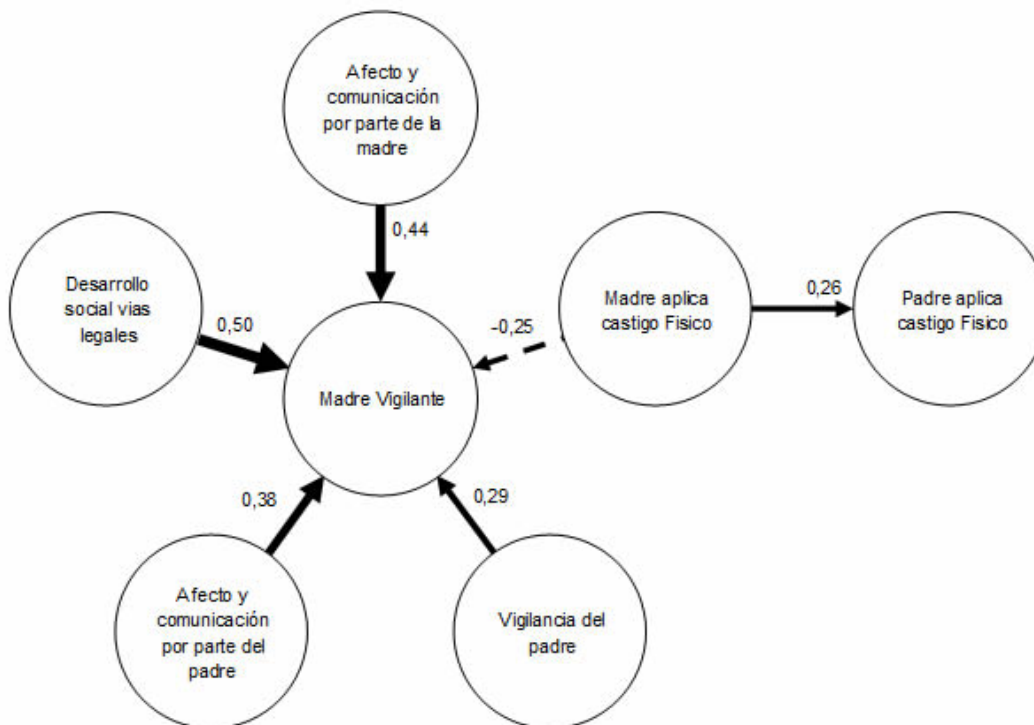 Afecto y
comunicación
por parte de la
madre
0,44
Desarrollo
social vias
legales
0,50
Madre Vigilante
-0,25
Madre aplica
castigo Fisico
0,26
Padre aplica
castigo Fisico
0,38
Afecto y
comunicación
por parte del
padre
0,29
Vigilancia del
padre